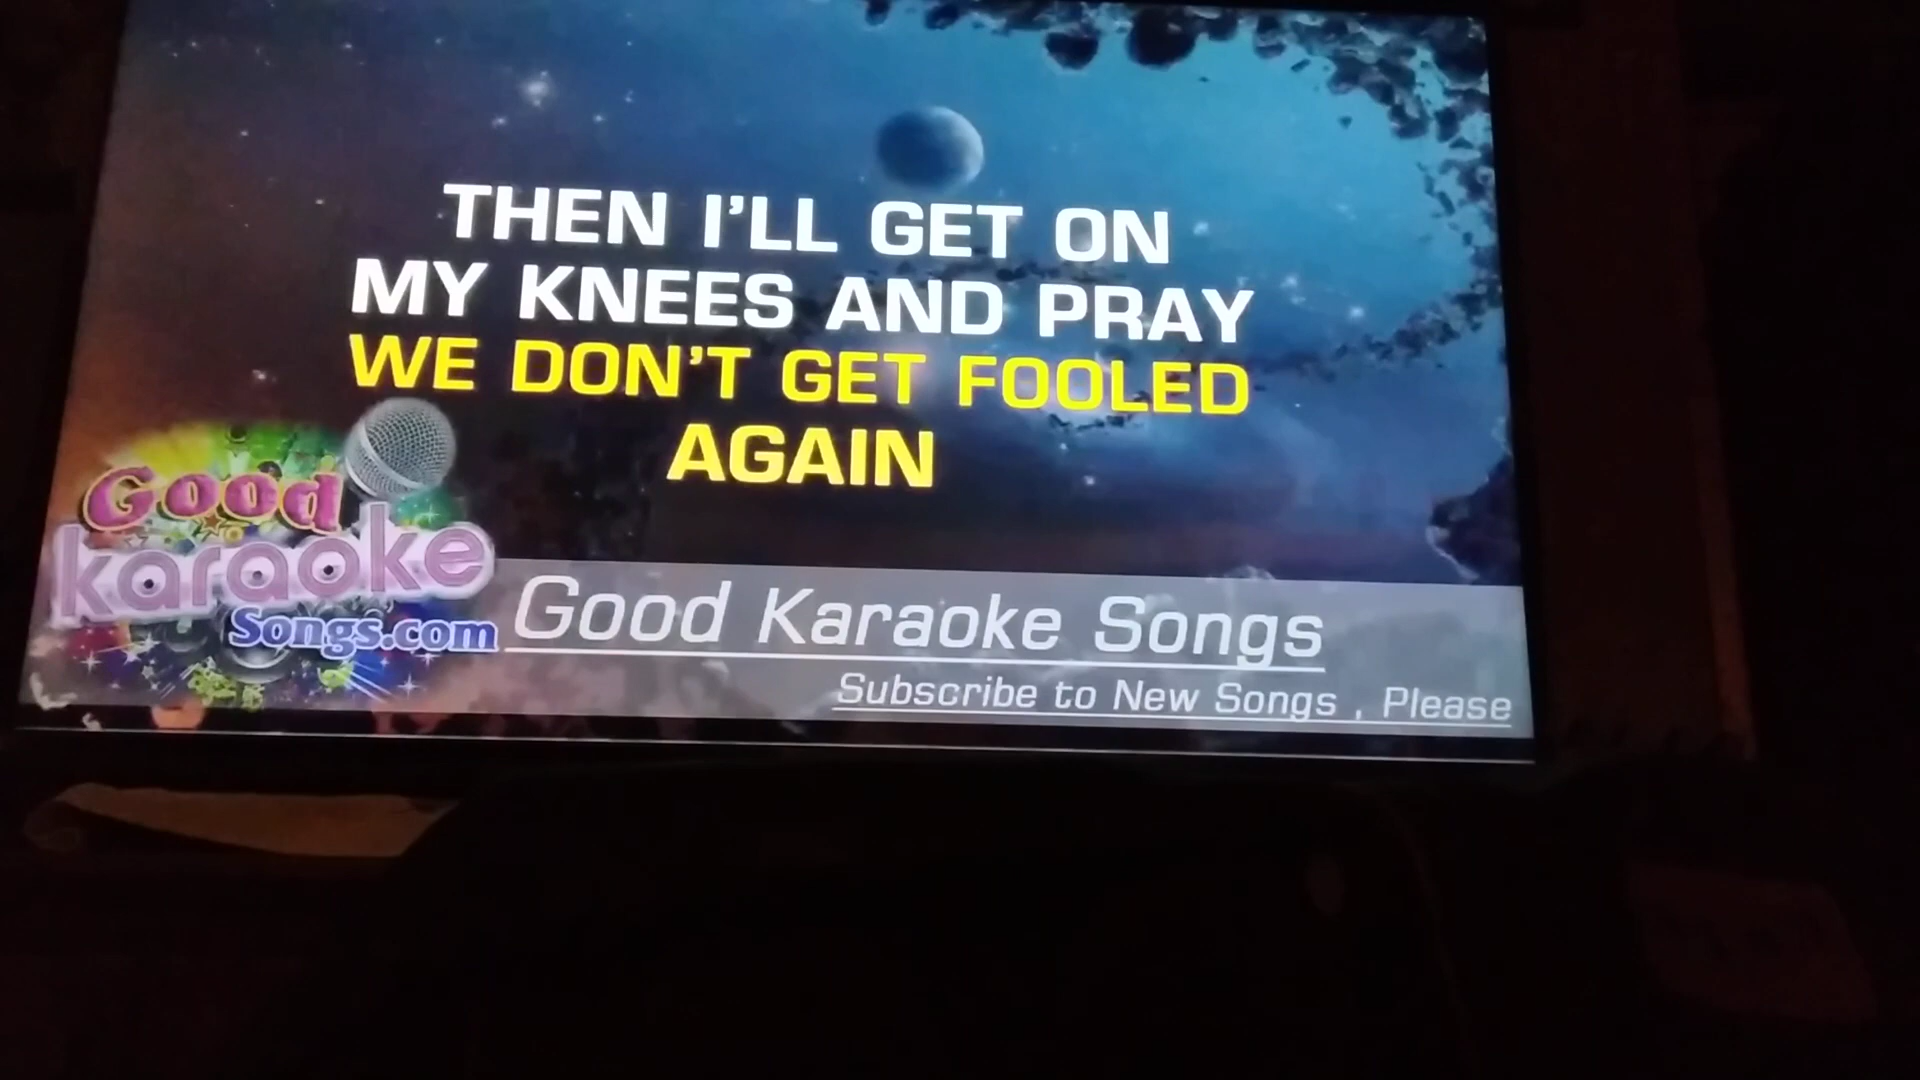 THEN I'LL GET ON
MY KNEES AND PRAY
WE DON'T GET FOOLED
AGAIN
Good
karaoke
Songs.com
Good Karaoke Songs
Subscribe to New Songs , Please